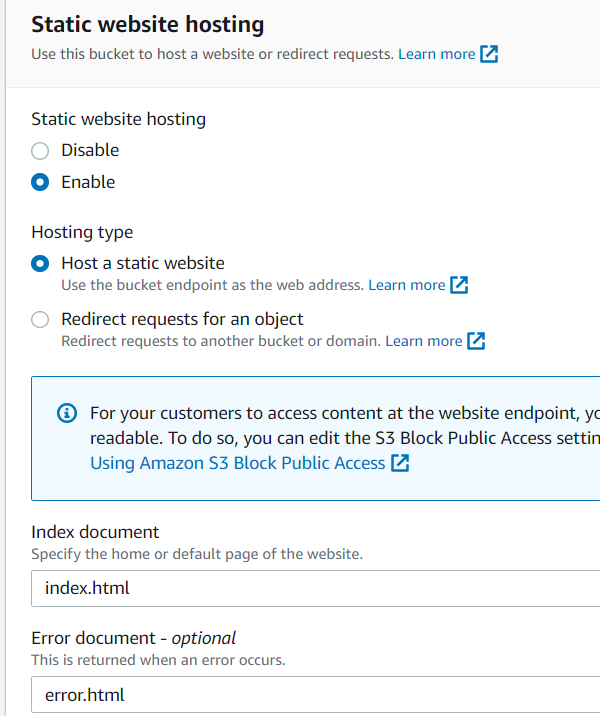 Static website hosting
Use this bucket to host a website or redirect requests. Learn more
Static website hosting
Disable
Enable
Hosting type
Host a static website
Use the bucket endpoint as the web address. Learn more
Redirect requests for an object
Redirect requests to another bucket or domain. Learn more
For your customers to access content at the website endpoint,
readable. To do so, you can edit the S3 Block Public Access
Using Amazon S3 Block Public Access
Index document
Specify the home or default page of the website.
index.html
Error document - optional
This is returned when an error occurs.
error.html